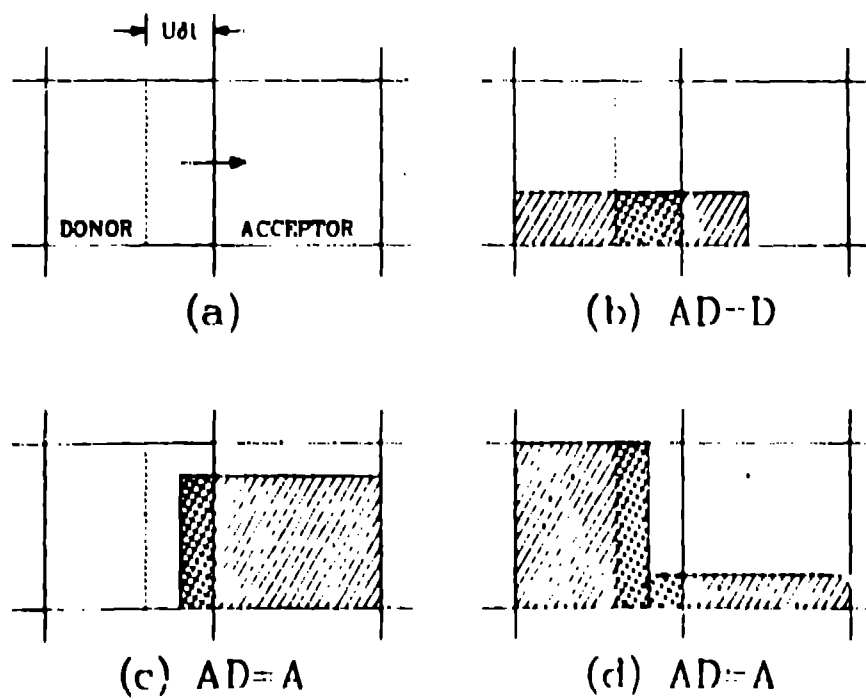 Uδt
DONOR ACCEPTOR
(a)
(b) AD=D
(c) AD=A
(d) AD=A